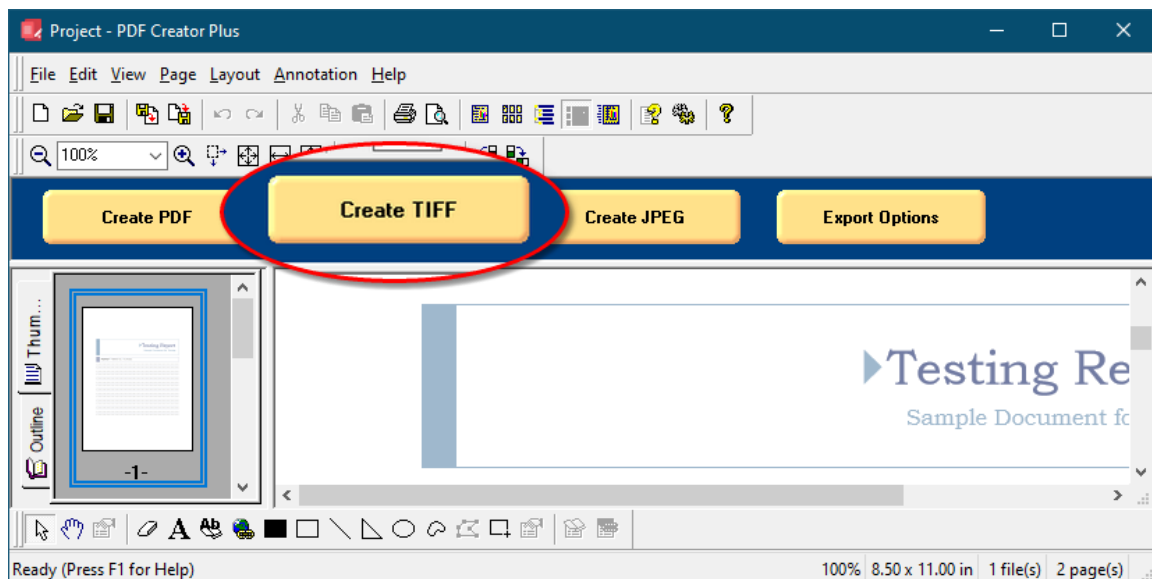 Project - PDF Creator Plus
File Edit View Page Layout Annotation Help
100%
Create PDF
Create TIFF
Create JPEG
Export Options
Thum...
Outline
-1-
Testing Re
Sample Document fo
Ready (Press F1 for Help)
100% 8.50 x 11.00 in 1 file(s) 2 page(s)